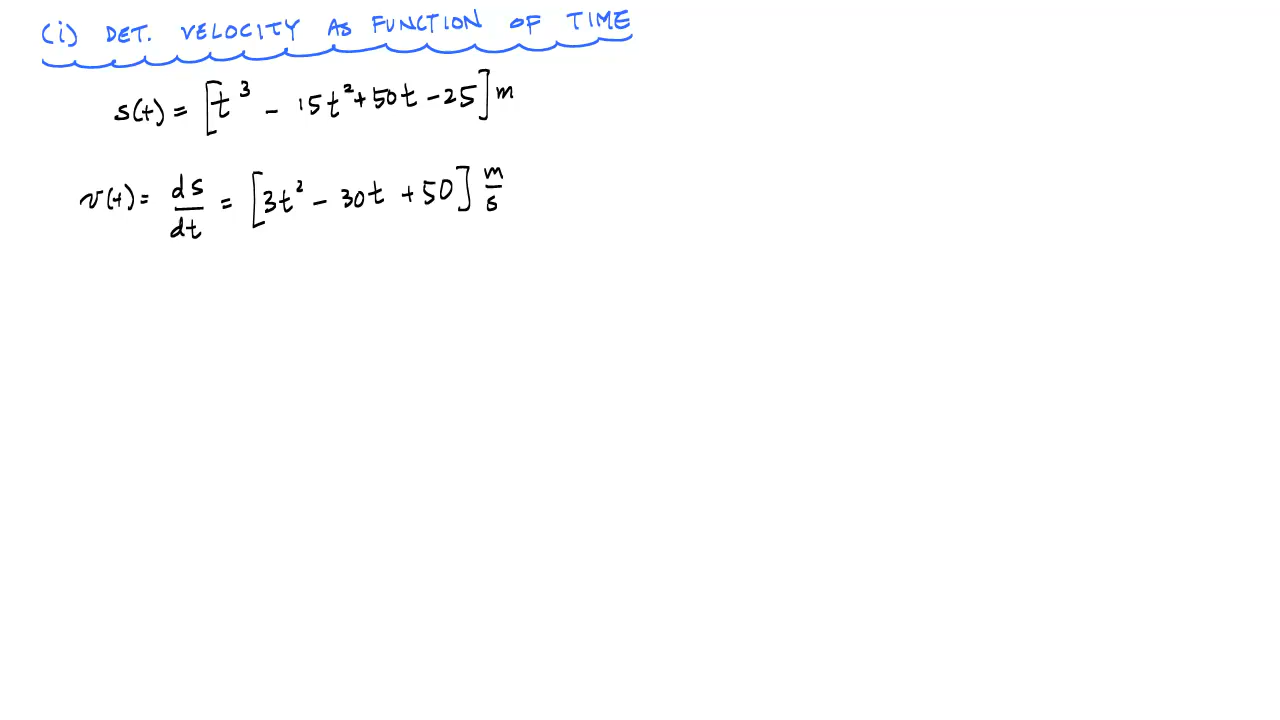 (i) DET. VELOCITY AS FUNCTION OF TIME
s(t) = [t³ - 15t² + 50t - 25] m
v(t) = ds/dt = [3t² - 30t + 50] m/s